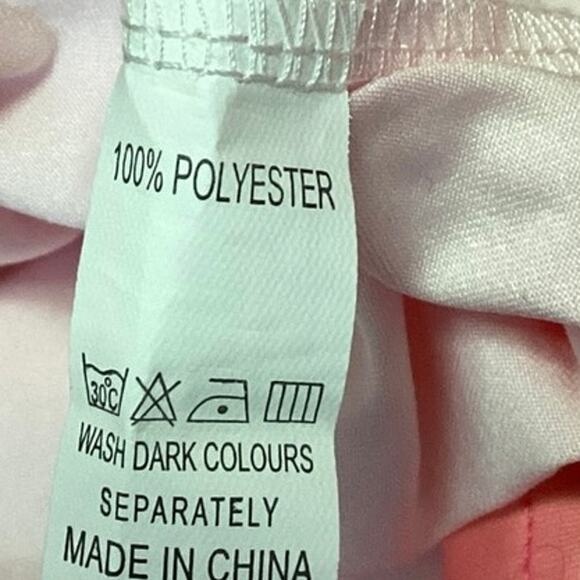 100% POLYESTER
30°C
WASH DARK COLOURS
SEPARATELY
MADE IN CHINA